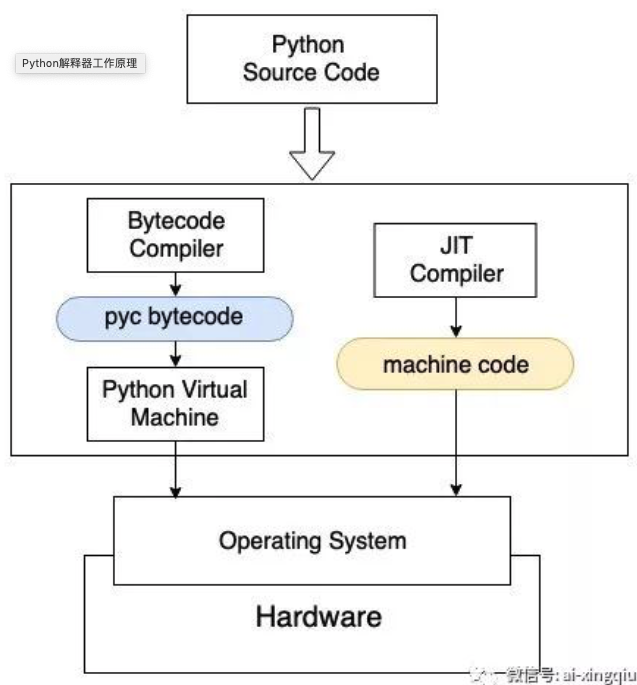 Python
Source Code
Python解释器工作原理
Bytecode
Compiler
JIT
Compiler
pyc bytecode
machine code
Python Virtual
Machine
Operating System
Hardware
微信号: ai-xingqiu